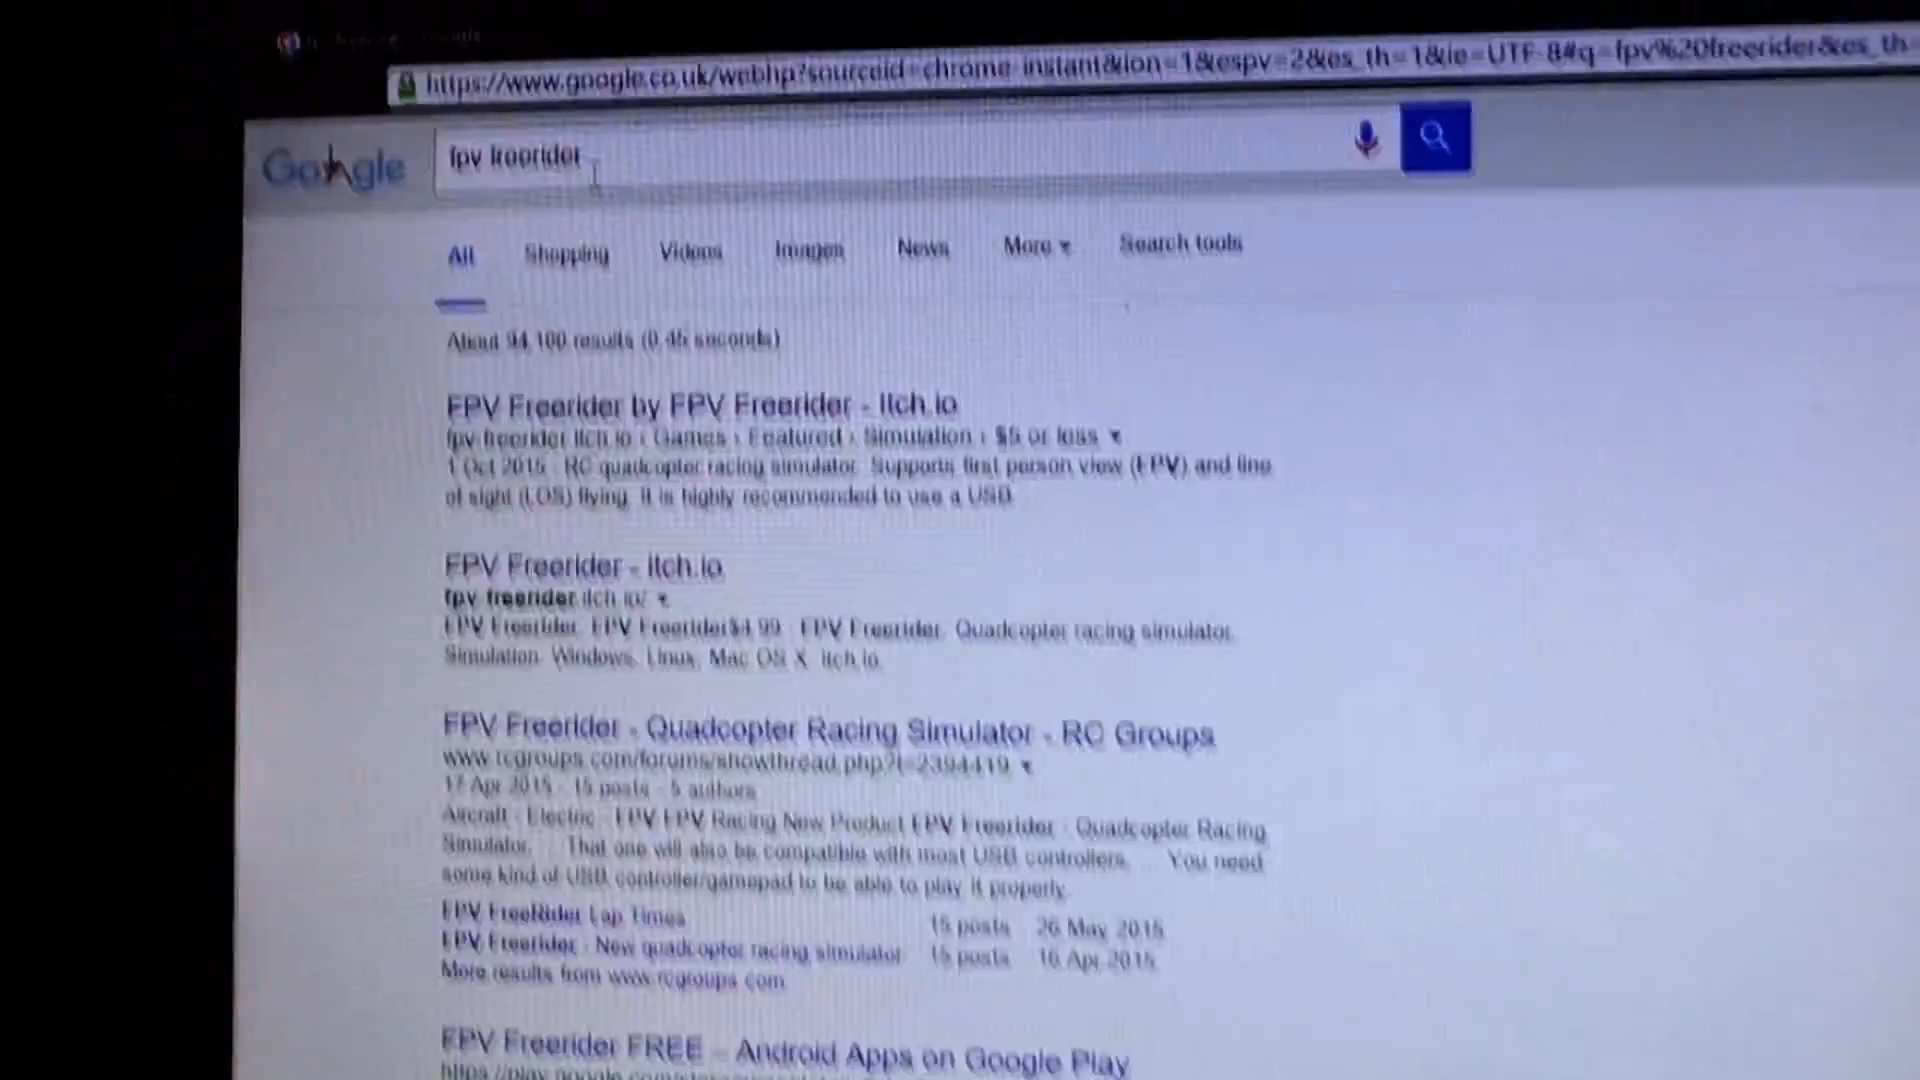 https://www.google.co.uk/webhp?sourceid=chrome-instant&ion=1&espv=2&es_th=1&ie=UTF-8#q=fpv%20freerider&es_th=
Google
fpv freerider
All Shopping Videos Images News More Search tools
About 94,100 results (0.45 seconds)
FPV Freerider by FPV Freerider - itch.io
fpv-freerider.itch.io › Games › Featured › Simulation › $5 or less
1 Oct 2015 - RC quadcopter racing simulator. Supports first person view (FPV) and line
of sight (LOS) flying. It is highly recommended to use a USB
FPV Freerider - itch.io
fpv-freerider.itch.io/
FPV Freerider. FPV Freerider$4.99 · FPV Freerider. Quadcopter racing simulator.
Simulation. Windows, Linux, Mac OS X. itch.io.
FPV Freerider - Quadcopter Racing Simulator - RC Groups
www.rcgroups.com/forums/showthread.php?t=2394419
17 Apr 2015 - 15 posts - 5 authors
Aircraft - Electric - FPV FPV Racing New Product FPV Freerider - Quadcopter Racing
Simulator. ... That one will also be compatible with most USB controllers. ... You need
some kind of USB controller/gamepad to be able to play it properly.
FPV FreeRider Lap Times 15 posts 26 May 2015
FPV Freerider - New quadcopter racing simulator 15 posts 16 Apr 2015
More results from www.rcgroups.com
FPV Freerider FREE - Android Apps on Google Play